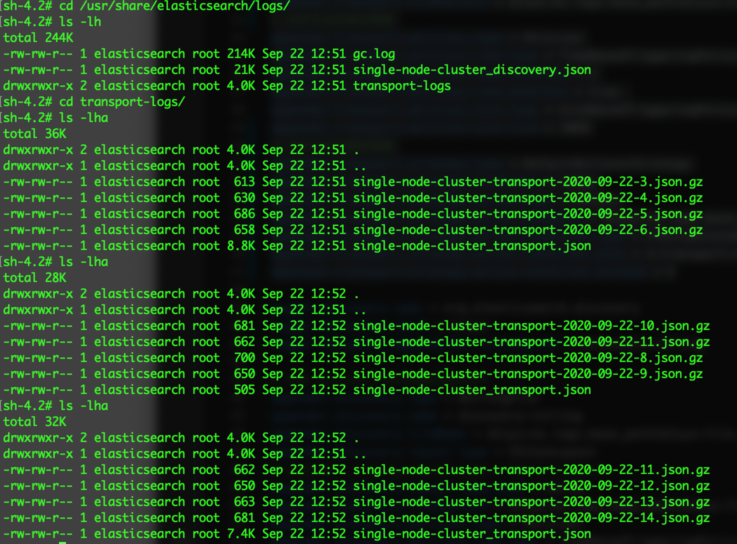 [sh-4.2# cd /usr/share/elasticsearch/logs/
[sh-4.2# ls -lh
total 244K
-rw-rw-r-- 1 elasticsearch root 214K Sep 22 12:51 gc.log
-rw-rw-r-- 1 elasticsearch root  21K Sep 22 12:51 single-node-cluster_discovery.json
drwxrwxr-x 2 elasticsearch root 4.0K Sep 22 12:51 transport-logs
[sh-4.2# cd transport-logs/
[sh-4.2# ls -lha
total 36K
drwxrwxr-x 2 elasticsearch root 4.0K Sep 22 12:51 .
drwxrwxr-x 1 elasticsearch root 4.0K Sep 22 12:51 ..
-rw-rw-r-- 1 elasticsearch root  613 Sep 22 12:51 single-node-cluster-transport-2020-09-22-3.json.gz
-rw-rw-r-- 1 elasticsearch root  630 Sep 22 12:51 single-node-cluster-transport-2020-09-22-4.json.gz
-rw-rw-r-- 1 elasticsearch root  686 Sep 22 12:51 single-node-cluster-transport-2020-09-22-5.json.gz
-rw-rw-r-- 1 elasticsearch root  658 Sep 22 12:51 single-node-cluster-transport-2020-09-22-6.json.gz
-rw-rw-r-- 1 elasticsearch root 8.8K Sep 22 12:51 single-node-cluster_transport.json
[sh-4.2# ls -lha
total 28K
drwxrwxr-x 2 elasticsearch root 4.0K Sep 22 12:52 .
drwxrwxr-x 1 elasticsearch root 4.0K Sep 22 12:51 ..
-rw-rw-r-- 1 elasticsearch root  681 Sep 22 12:52 single-node-cluster-transport-2020-09-22-10.json.gz
-rw-rw-r-- 1 elasticsearch root  662 Sep 22 12:52 single-node-cluster-transport-2020-09-22-11.json.gz
-rw-rw-r-- 1 elasticsearch root  700 Sep 22 12:52 single-node-cluster-transport-2020-09-22-8.json.gz
-rw-rw-r-- 1 elasticsearch root  650 Sep 22 12:52 single-node-cluster-transport-2020-09-22-9.json.gz
-rw-rw-r-- 1 elasticsearch root  505 Sep 22 12:52 single-node-cluster_transport.json
[sh-4.2# ls -lha
total 32K
drwxrwxr-x 2 elasticsearch root 4.0K Sep 22 12:52 .
drwxrwxr-x 1 elasticsearch root 4.0K Sep 22 12:51 ..
-rw-rw-r-- 1 elasticsearch root  662 Sep 22 12:52 single-node-cluster-transport-2020-09-22-11.json.gz
-rw-rw-r-- 1 elasticsearch root  650 Sep 22 12:52 single-node-cluster-transport-2020-09-22-12.json.gz
-rw-rw-r-- 1 elasticsearch root  663 Sep 22 12:52 single-node-cluster-transport-2020-09-22-13.json.gz
-rw-rw-r-- 1 elasticsearch root  681 Sep 22 12:52 single-node-cluster-transport-2020-09-22-14.json.gz
-rw-rw-r-- 1 elasticsearch root 7.4K Sep 22 12:52 single-node-cluster_transport.json